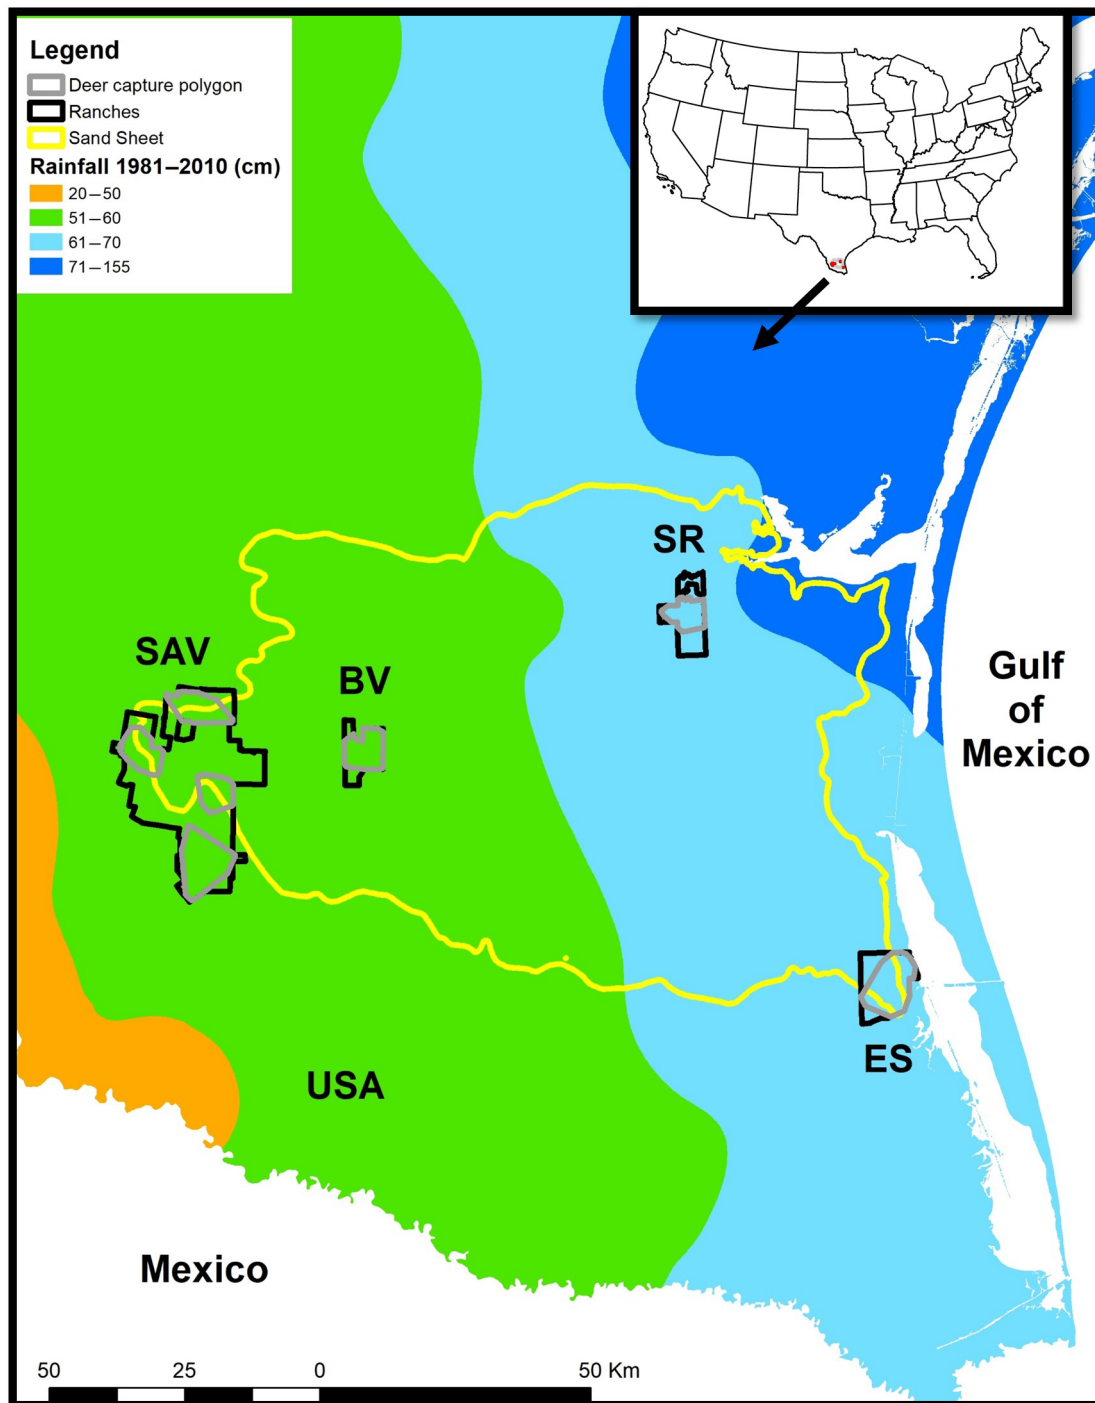 Legend
Deer capture polygon
Ranches
Sand Sheet
Rainfall 1981–2010 (cm)
20–50
51–60
61–70
71–155
SR
SAV
BV
Gulf
of
Mexico
ES
USA
Mexico
50 25 0 50 Km